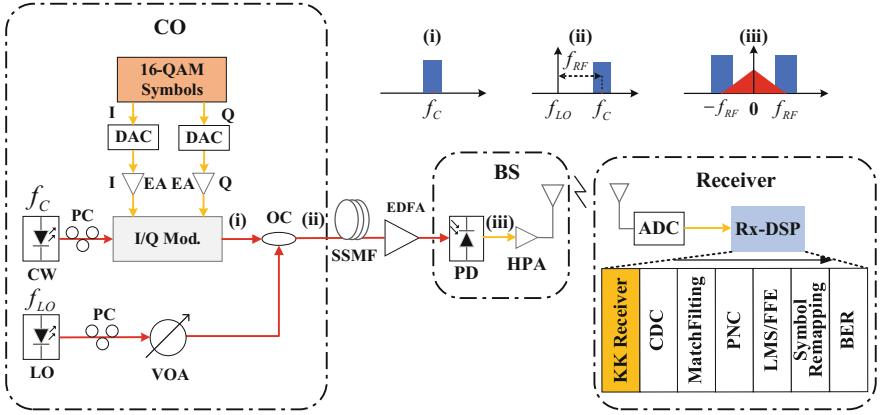 CO
16-QAM
Symbols
I
Q
DAC
DAC
I
EA
EA
Q
f_C
PC
I/Q Mod.
(i)
OC
(ii)
CW
f_LO
PC
LO
VOA
SSMF
EDFA
BS
(iii)
PD
HPA
(i)
f_C
(ii)
f_RF
f_LO
f_C
(iii)
−f_RF
0
f_RF
Receiver
ADC
Rx-DSP
KK Receiver
CDC
MatchFilting
PNC
LMS/FFE
Symbol
Remapping
BER